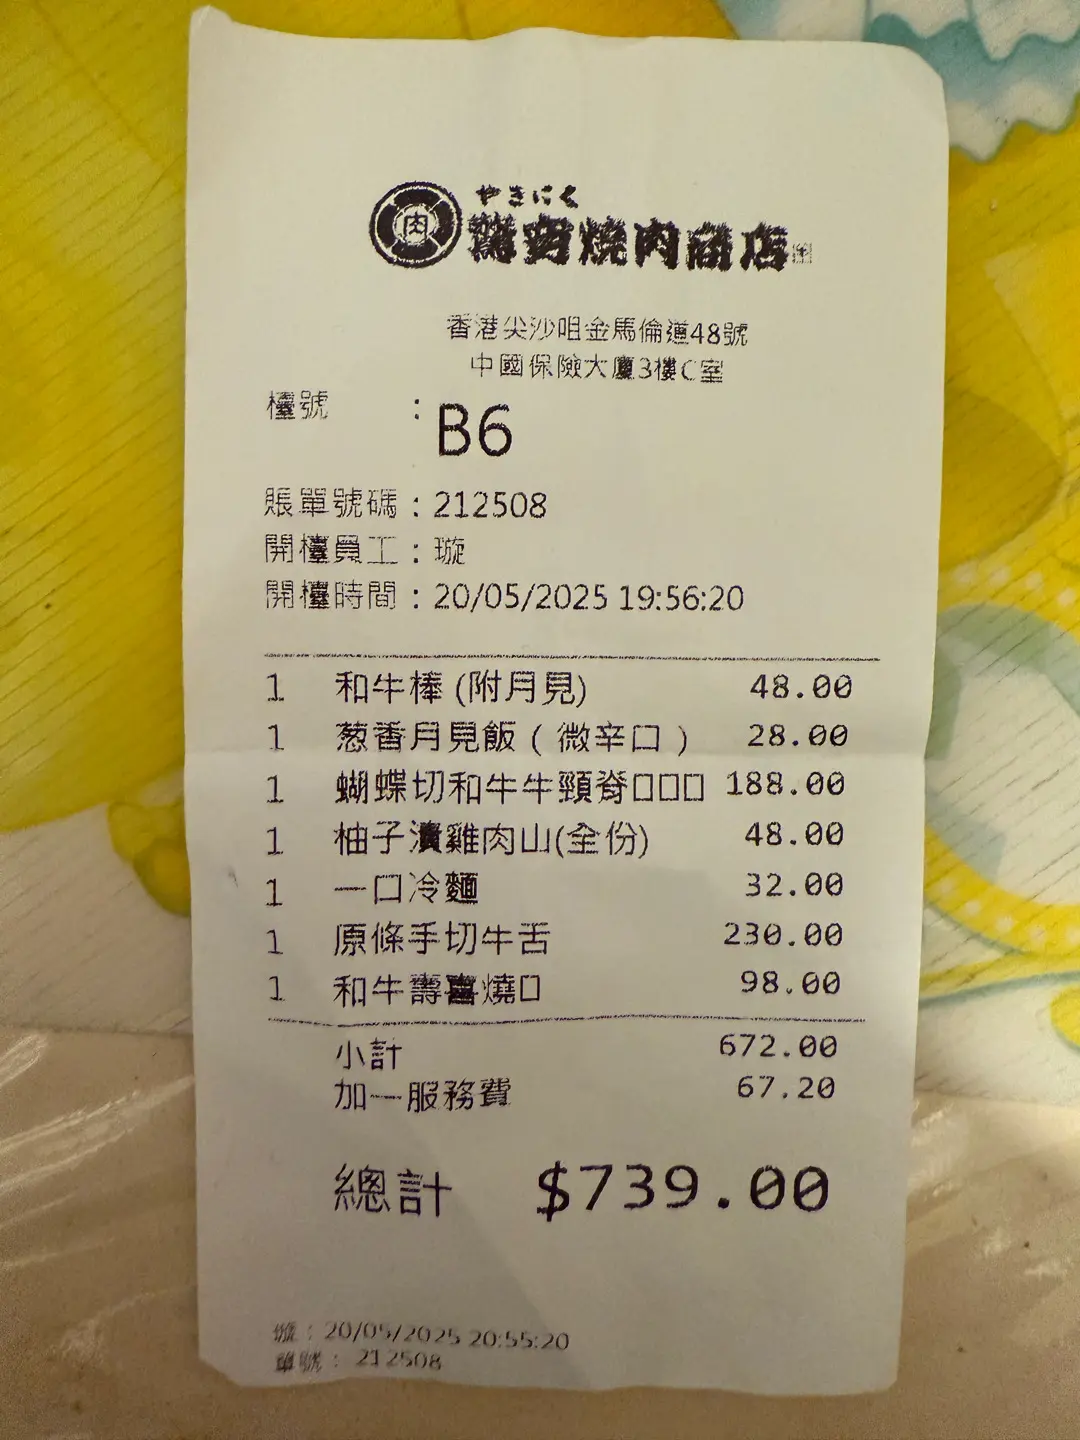 肉
やきにく
燒肉商店
香港尖沙咀金馬倫道48號
中國保險大廈3樓C室
檯號 : B6
賬單號碼 : 212508
開檯員工 : 璇
開檯時間 : 20/05/2025 19:56:20
1 和牛棒 (附月見) 48.00
1 葱香月見飯 ( 微辛口 ) 28.00
1 蝴蝶切和牛牛頸脊□□□ 188.00
1 柚子漬雞肉山(全份) 48.00
1 一口冷麵 32.00
1 原條手切牛舌 230.00
1 和牛壽喜燒□ 98.00
小計 672.00
加一服務費 67.20
總計 $739.00
: 20/05/2025 20:55:20
單號 : 212508